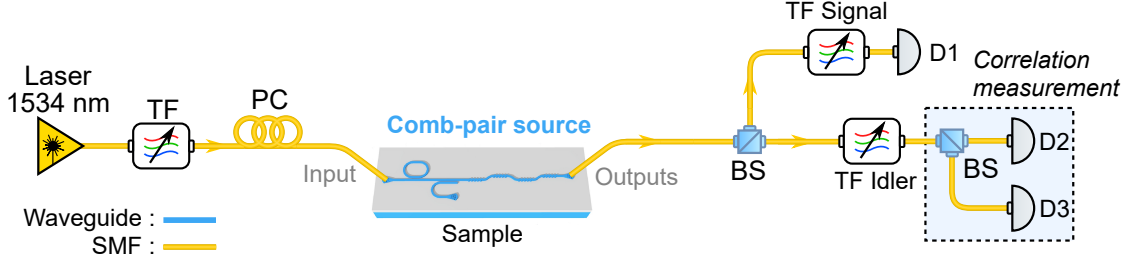 TF Signal
D1
Correlation
measurement
Laser
1534 nm
TF
PC
Comb-pair source
D2
Input
Outputs
BS
TF Idler
BS
D3
Waveguide :
SMF :
Sample